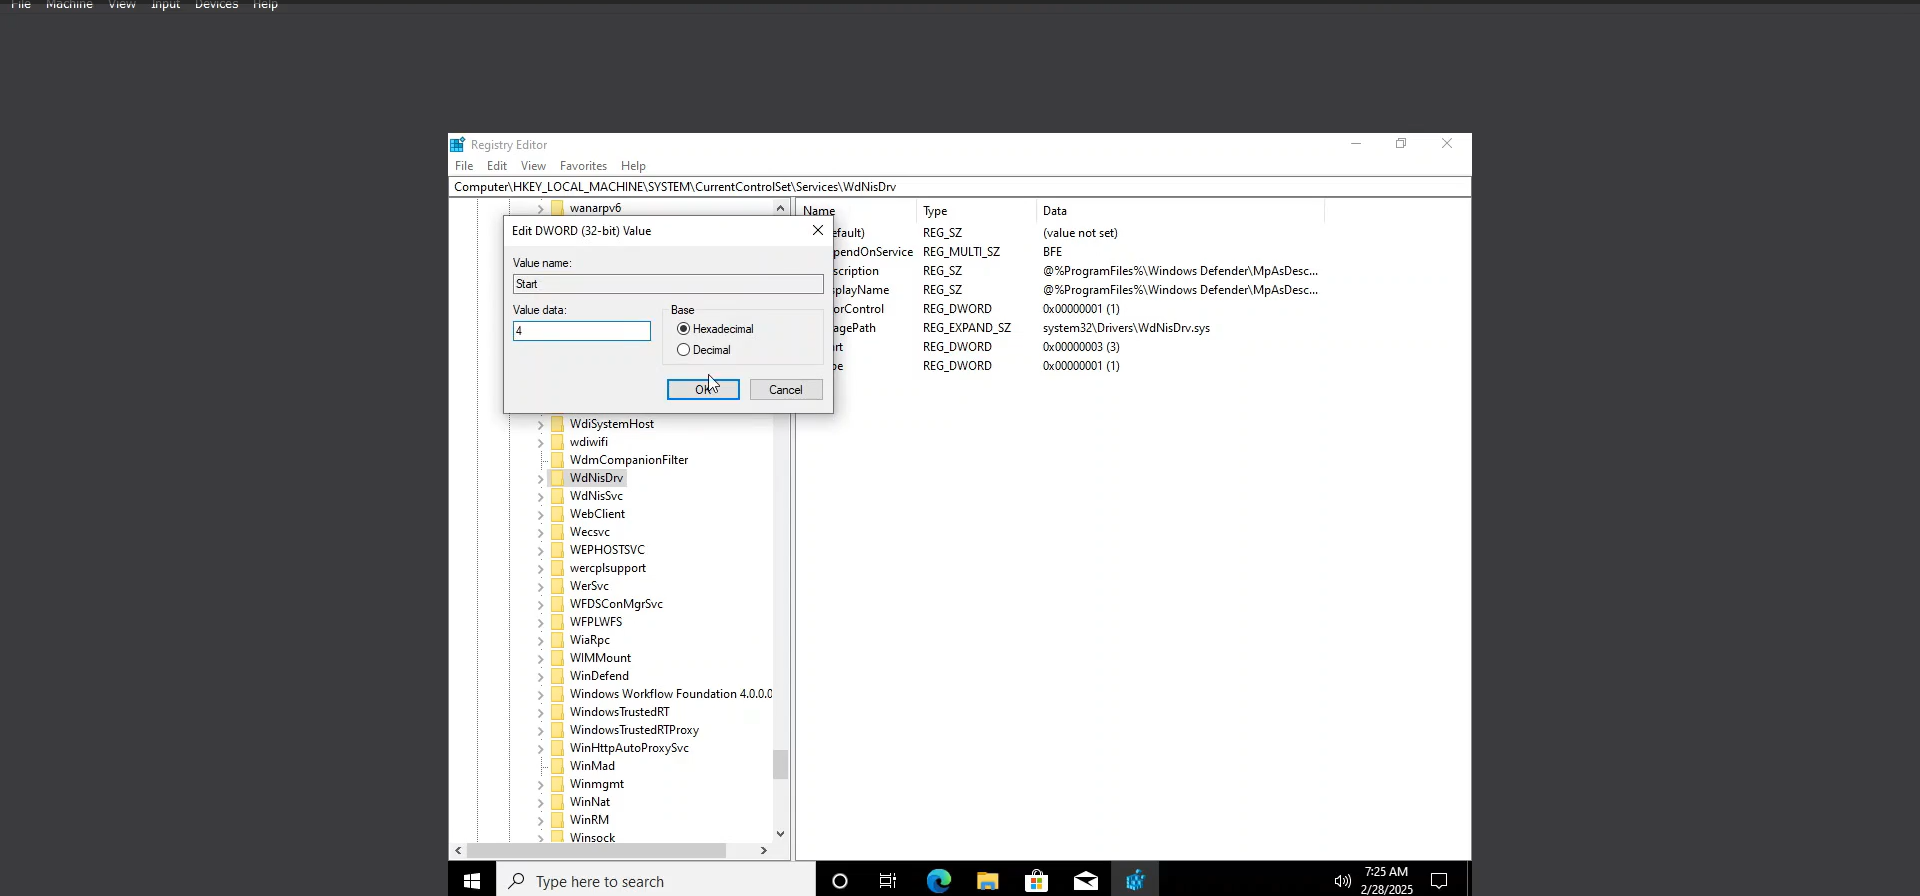 File Machine View Input Devices Help
Registry Editor
File Edit View Favorites Help
Computer\HKEY_LOCAL_MACHINE\SYSTEM\CurrentControlSet\Services\WdNisDrv
wanarpv6
Edit DWORD (32-bit) Value
Value name:
Start
Value data:
4
Base
Hexadecimal
Decimal
OK
Cancel
WdiSystemHost
wdiwifi
WdmCompanionFilter
WdNisDrv
WdNisSvc
WebClient
Wecsvc
WEPHOSTSVC
wercplsupport
WerSvc
WFDSConMgrSvc
WFPLWFS
WiaRpc
WIMMount
WinDefend
Windows Workflow Foundation 4.0.0.0
WindowsTrustedRT
WindowsTrustedRTProxy
WinHttpAutoProxySvc
WinMad
Winmgmt
WinNat
WinRM
Winsock
Name Type Data
efault) REG_SZ (value not set)
pendOnService REG_MULTI_SZ BFE
scription REG_SZ @%ProgramFiles%\Windows Defender\MpAsDesc...
splayName REG_SZ @%ProgramFiles%\Windows Defender\MpAsDesc...
orControl REG_DWORD 0x00000001 (1)
agePath REG_EXPAND_SZ system32\Drivers\WdNisDrv.sys
rt REG_DWORD 0x00000003 (3)
pe REG_DWORD 0x00000001 (1)
Type here to search
7:25 AM
2/28/2025